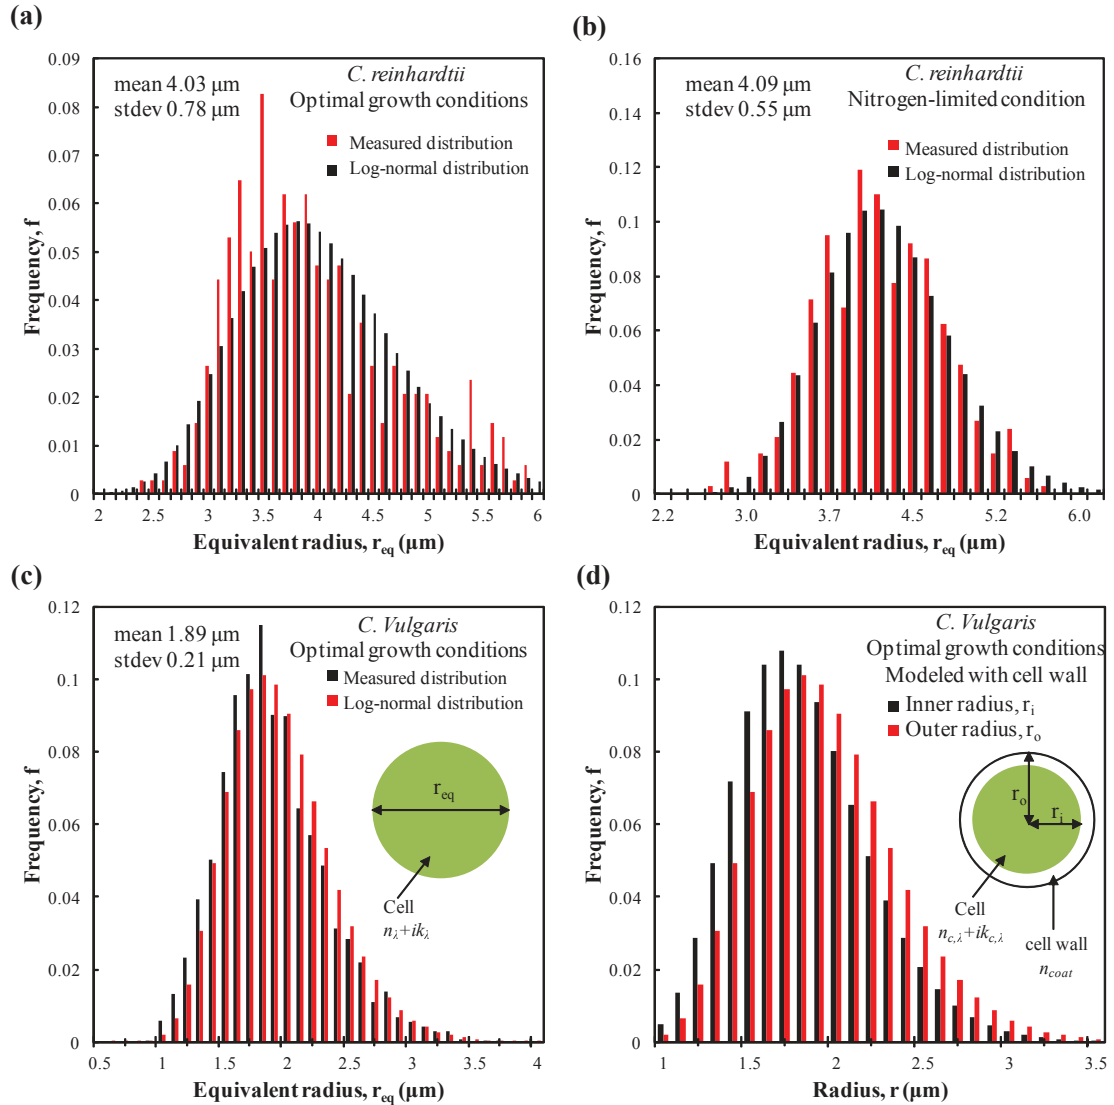 (a)
0.09
0.08
0.07
0.06
0.05
0.04
0.03
0.02
0.01
0
Frequency, f
mean 4.03 µm
stdev 0.78 µm
C. reinhardtii
Optimal growth conditions
Measured distribution
Log-normal distribution
2 2.5 3 3.5 4 4.5 5 5.5 6
Equivalent radius, req (µm)
(b)
0.16
0.14
0.12
0.1
0.08
0.06
0.04
0.02
0
Frequency, f
mean 4.09 µm
stdev 0.55 µm
C. reinhardtii
Nitrogen-limited condition
Measured distribution
Log-normal distribution
2.2 3.0 3.7 4.5 5.2 6.0
Equivalent radius, req (µm)
(c)
0.12
0.1
0.08
0.06
0.04
0.02
0
Frequency, f
mean 1.89 µm
stdev 0.21 µm
C. Vulgaris
Optimal growth conditions
Measured distribution
Log-normal distribution
req
Cell
nλ+ikλ
0.5 1 1.5 2 2.5 3 3.5 4
Equivalent radius, req (µm)
(d)
0.12
0.1
0.08
0.06
0.04
0.02
0
Frequency, f
C. Vulgaris
Optimal growth conditions
Modeled with cell wall
Inner radius, ri
Outer radius, ro
ro
ri
Cell
nc,λ+ikc,λ
cell wall
ncoat
1 1.5 2 2.5 3 3.5
Radius, r (µm)